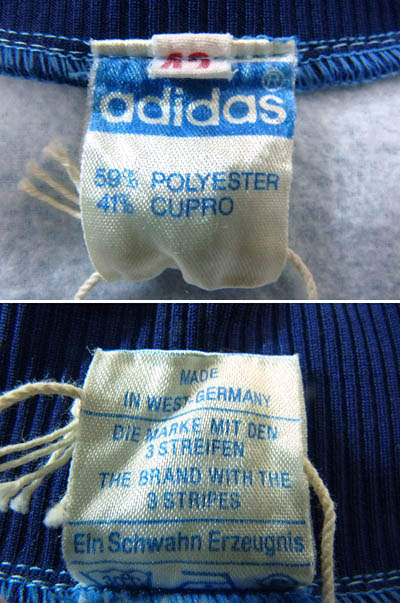 adidas®
59% POLYESTER
41% CUPRO
MADE
IN WEST-GERMANY
DIE MARKE MIT DEN
3 STREIFEN
THE BRAND WITH THE
3 STRIPES
Ein Schwahn Erzeugnis
30°